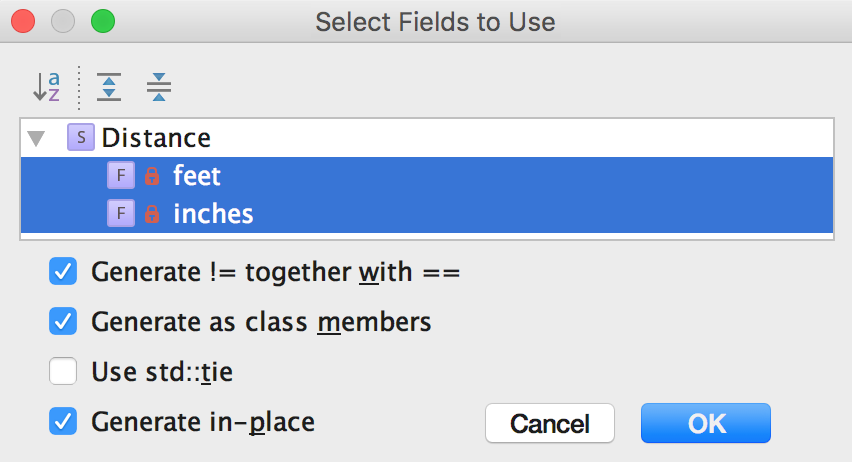 Select Fields to Use
a
z
S Distance
F feet
F inches
Generate != together with ==
Generate as class members
Use std::tie
Generate in-place
Cancel OK